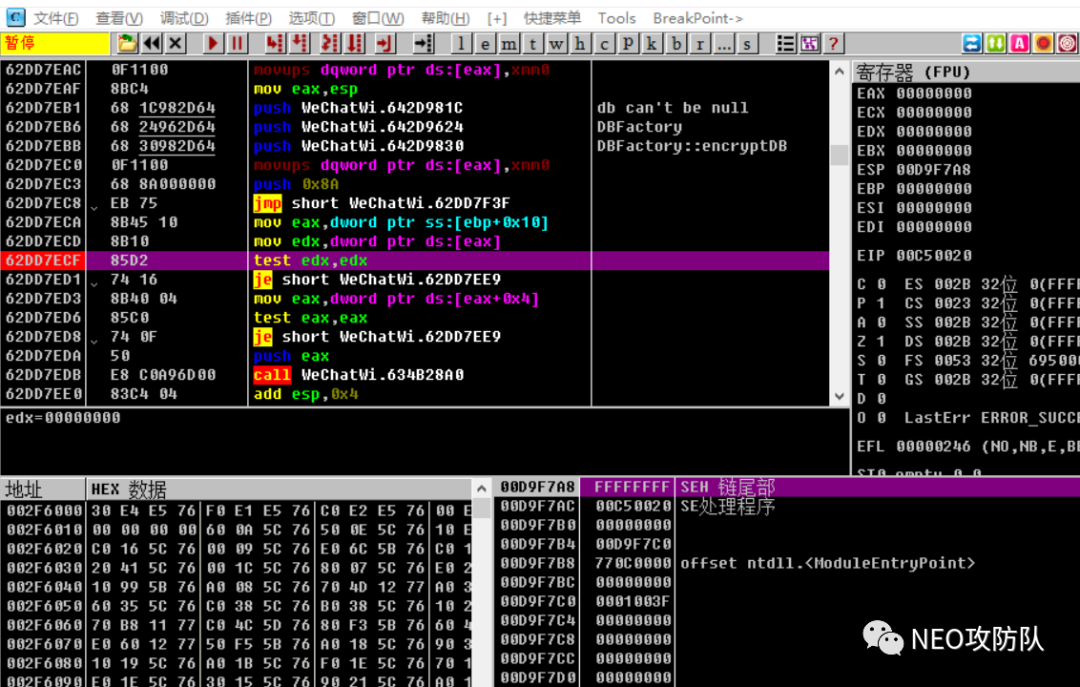 C 文件(F) 查看(V) 调试(D) 插件(P) 选项(T) 窗口(W) 帮助(H) [+] 快捷菜单 Tools BreakPoint->
暂停 l e m t w h c P k b r ... s ?
62DD7EAC 0F1100 movups dqword ptr ds:[eax],xmm0
62DD7EAF 8BC4 mov eax,esp
62DD7EB1 68 1C982D64 push WeChatWi.642D981C db can't be null
62DD7EB6 68 24962D64 push WeChatWi.642D9624 DBFactory
62DD7EBB 68 30982D64 push WeChatWi.642D9830 DBFactory::encryptDB
62DD7EC0 0F1100 movups dqword ptr ds:[eax],xmm0
62DD7EC3 68 8A000000 push 0x8A
62DD7EC8 EB 75 jmp short WeChatWi.62DD7F3F
62DD7ECA 8B45 10 mov eax,dword ptr ss:[ebp+0x10]
62DD7ECD 8B10 mov edx,dword ptr ds:[eax]
62DD7ECF 85D2 test edx,edx
62DD7ED1 74 16 je short WeChatWi.62DD7EE9
62DD7ED3 8B40 04 mov eax,dword ptr ds:[eax+0x4]
62DD7ED6 85C0 test eax,eax
62DD7ED8 74 0F je short WeChatWi.62DD7EE9
62DD7EDA 50 push eax
62DD7EDB E8 C0A96D00 call WeChatWi.634B28A0
62DD7EE0 83C4 04 add esp,0x4
edx=00000000
寄存器 (FPU)
EAX 00000000
ECX 00000000
EDX 00000000
EBX 00000000
ESP 00D9F7A8
EBP 00000000
ESI 00000000
EDI 00000000
EIP 00C50020
C 0 ES 002B 32位 0(FFFF
P 1 CS 0023 32位 0(FFFF
A 0 SS 002B 32位 0(FFFF
Z 1 DS 002B 32位 0(FFFF
S 0 FS 0053 32位 69500
T 0 GS 002B 32位 0(FFFF
D 0
O 0 LastErr ERROR_SUCCE
EFL 00000246 (NO,NB,E,BE
ST0 empty 0.0
地址 HEX 数据
002F6000 30 E4 E5 76 F0 E1 E5 76 C0 E2 E5 76 00 E
002F6010 00 00 00 00 60 0A 5C 76 50 0E 5C 76 10 E
002F6020 C0 16 5C 76 00 09 5C 76 E0 6C 5B 76 C0 1
002F6030 20 41 5C 76 00 1C 5C 76 80 07 5C 76 E0 2
002F6040 10 99 5B 76 A0 08 5C 76 70 4D 12 77 A0 3
002F6050 60 35 5C 76 C0 38 5C 76 B0 38 5C 76 10 2
002F6060 70 B8 11 77 C0 4C 5D 76 80 F3 5B 76 60 4
002F6070 E0 60 12 77 50 F5 5B 76 A0 18 5C 76 90 3
002F6080 10 19 5C 76 A0 1B 5C 76 F0 1E 5C 76 70 1
002F6090 E0 1E 5C 76 30 15 5C 76 90 21 5C 76 A0 1
00D9F7A8 FFFFFFFF SEH 链尾部
00D9F7AC 00C50020 SE处理程序
00D9F7B0 00000000
00D9F7B4 00D9F7C0
00D9F7B8 770C0000 offset ntdll.<ModuleEntryPoint>
00D9F7BC 00000000
00D9F7C0 0001003F
00D9F7C4 00000000
00D9F7C8 00000000
00D9F7CC 00000000
00D9F7D0 00000000
NEO攻防队